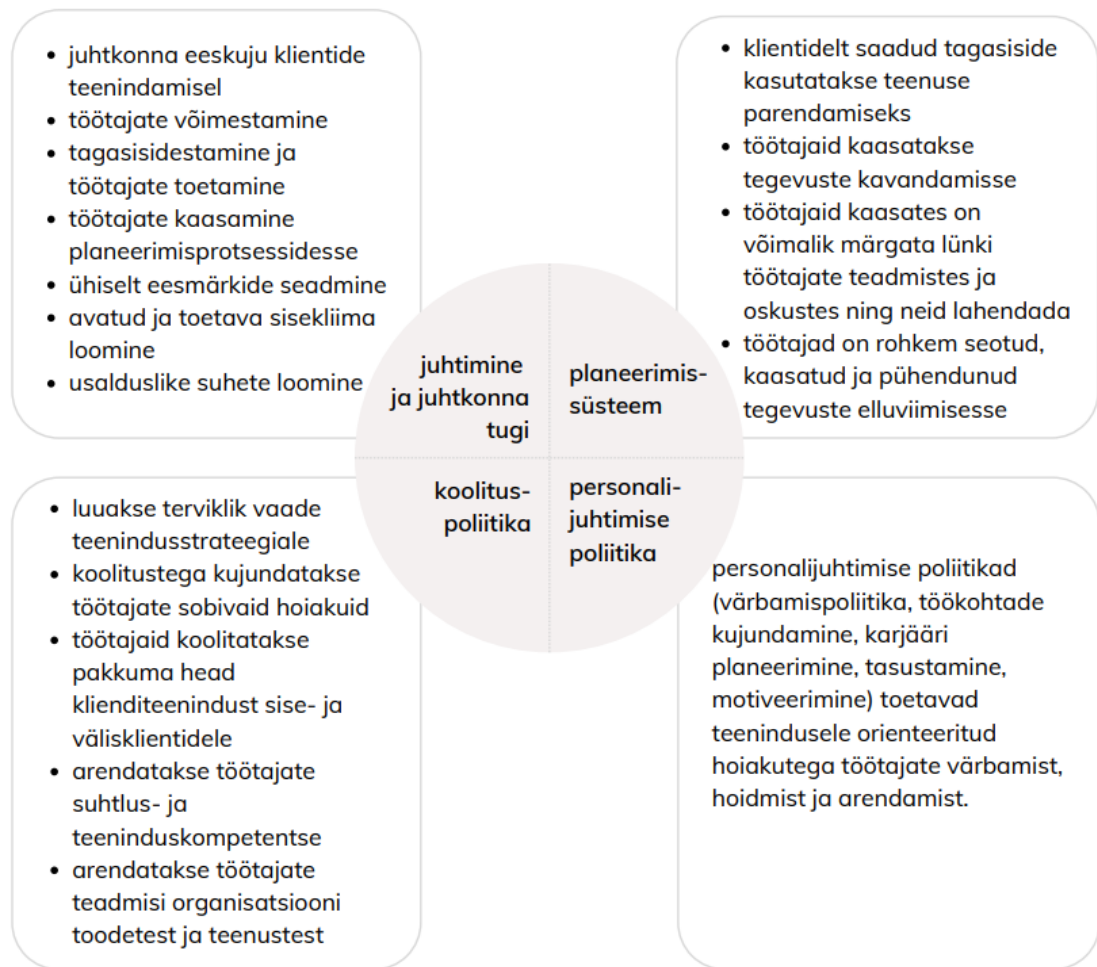 • juhtkonna eeskuju klientide
teenindamisel
• töötajate võimestamine
• tagasisidestamine ja
töötajate toetamine
• töötajate kaasamine
planeerimisprotsessidesse
• ühiselt eesmärkide seadmine
• avatud ja toetava sisekliima
loomine
• usalduslike suhete loomine
• klientidelt saadud tagasiside
kasutatakse teenuse
parendamiseks
• töötajaid kaasatakse
tegevuste kavandamisse
• töötajaid kaasates on
võimalik märgata lünki
töötajate teadmistes ja
oskustes ning neid lahendada
• töötajad on rohkem seotud,
kaasatud ja pühendunud
tegevuste elluviimisesse
juhtimine
ja juhtkonna
tugi
planeerimis-
süsteem
koolitus-
poliitika
personali-
juhtimise
poliitika
• luuakse terviklik vaade
teenindusstrateegiale
• koolitustega kujundatakse
töötajate sobivaid hoiakuid
• töötajaid koolitatakse
pakkuma head
klienditeenindust sise- ja
välisklientidele
• arendatakse töötajate
suhtlus- ja
teeninduskompetentse
• arendatakse töötajate
teadmisi organisatsiooni
toodetest ja teenustest
personalijuhtimise poliitikad
(värbamispoliitika, töökohtade
kujundamine, karjääri
planeerimine, tasustamine,
motiveerimine) toetavad
teenindusele orienteeritud
hoiakutega töötajate värbamist,
hoidmist ja arendamist.